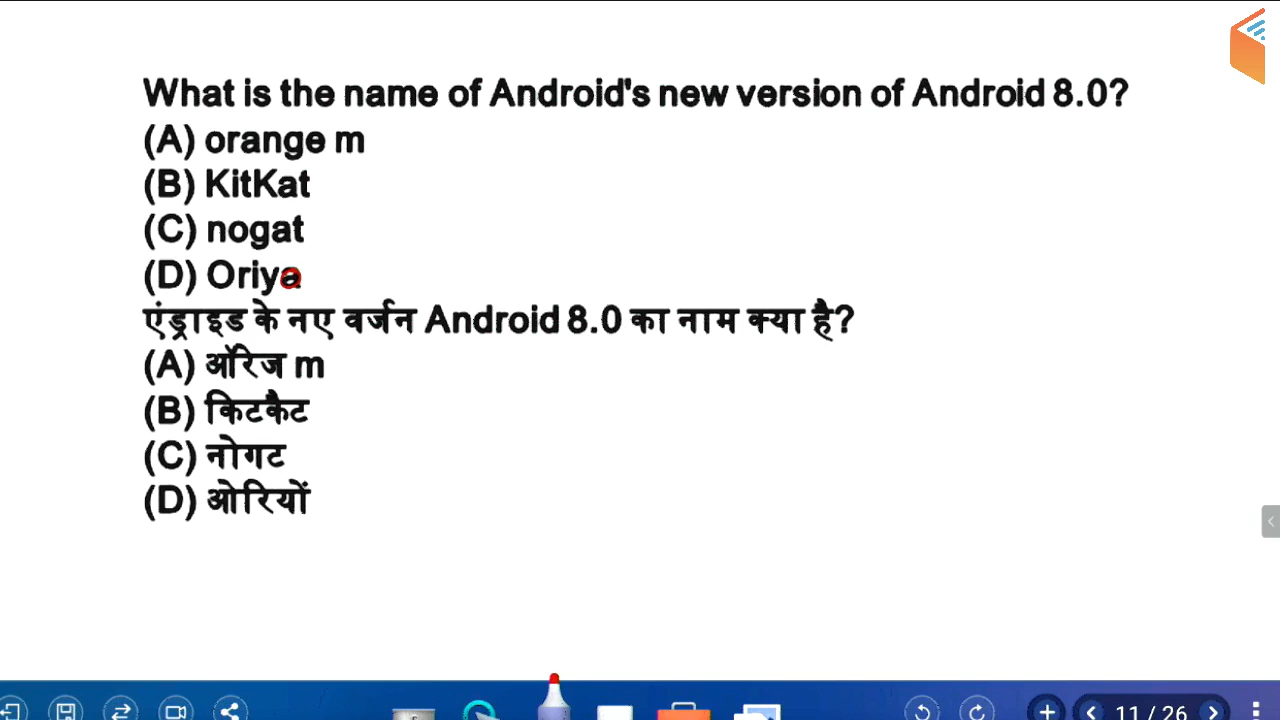 What is the name of Android's new version of Android 8.0?
(A) orange m
(B) KitKat
(C) nogat
(D) Oriyo
एंड्राइड के नए वर्जन Android 8.0 का नाम क्या है?
(A) ऑरिज m
(B) किटकैट
(C) नोगट
(D) ओरियों
11 / 26